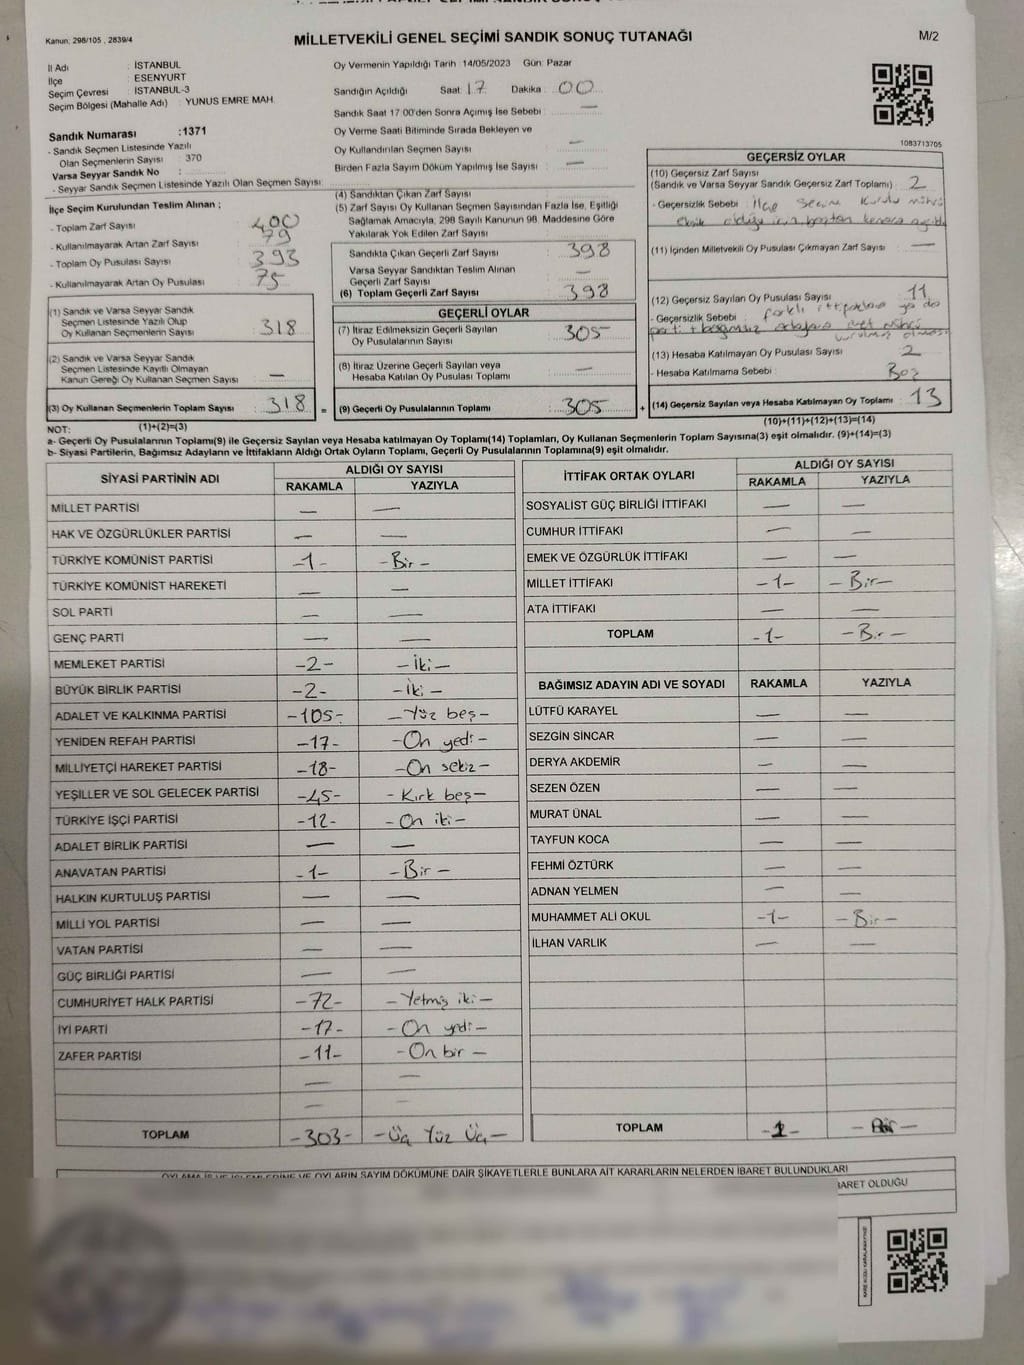 Kanun: 298/105 , 2839/4
MİLLETVEKİLİ GENEL SEÇİMİ SANDIK SONUÇ TUTANAĞI
M/2
İl Adı : İSTANBUL
İlçe : ESENYURT
Seçim Çevresi : İSTANBUL-3
Seçim Bölgesi (Mahalle Adı) : YUNUS EMRE MAH.
Sandık Numarası :1371
- Sandık Seçmen Listesinde Yazılı
Olan Seçmenlerin Sayısı : 370
Varsa Seyyar Sandık No :
- Seyyar Sandık Seçmen Listesinde Yazılı Olan Seçmen Sayısı :
Oy Vermenin Yapıldığı Tarih 14/05/2023 Gün: Pazar
Sandığın Açıldığı Saat: 17 Dakika: 00
Sandık Saat 17:00'den Sonra Açımış İse Sebebi : —
Oy Verme Saati Bitiminde Sırada Bekleyen ve
Oy Kullandırılan Seçmen Sayısı : —
Birden Fazla Sayım Döküm Yapılmış İse Sayısı : —
1083713705
İlçe Seçim Kurulundan Teslim Alınan ;
- Toplam Zarf Sayısı : 400
- Kullanılmayarak Artan Zarf Sayısı : 79
- Toplam Oy Pusulası Sayısı : 393
- Kullanılmayarak Artan Oy Pusulası : 75
(1) Sandık ve Varsa Seyyar Sandık
Seçmen Listesinde Yazılı Olup
Oy Kullanan Seçmenlerin Sayısı : 318
(2) Sandık ve Varsa Seyyar Sandık
Seçmen Listesinde Kayıtlı Olmayan
Kanun Gereği Oy Kullanan Seçmen Sayısı : —
(3) Oy Kullanan Seçmenlerin Toplam Sayısı : 318 =
(4) Sandıktan Çıkan Zarf Sayısı :
(5) Zarf Sayısı Oy Kullanan Seçmen Sayısından Fazla İse, Eşitliği
Sağlamak Amacıyla, 298 Sayılı Kanunun 98. Maddesine Göre
Yakılarak Yok Edilen Zarf Sayısı :
Sandıkta Çıkan Geçerli Zarf Sayısı : 398
Varsa Seyyar Sandıktan Teslim Alınan
Geçerli Zarf Sayısı : —
(6) Toplam Geçerli Zarf Sayısı : 398
GEÇERLİ OYLAR
(7) İtiraz Edilmeksizin Geçerli Sayılan
Oy Pusulalarının Sayısı : 305
(8) İtiraz Üzerine Geçerli Sayılan veya
Hesaba Katılan Oy Pusulası Toplamı : —
(9) Geçerli Oy Pusulalarının Toplamı : 305 +
GEÇERSİZ OYLAR
(10) Geçersiz Zarf Sayısı
(Sandık ve Varsa Seyyar Sandık Geçersiz Zarf Toplamı) : 2
- Geçersizlik Sebebi : İlçe Seçim Kurulu mührü
eksik olduğu için baştan kenara ayrıldı
(11) İçinden Milletvekili Oy Pusulası Çıkmayan Zarf Sayısı : —
(12) Geçersiz Sayılan Oy Pusulası Sayısı : 11
- Geçersizlik Sebebi : farklı ittifaklara ya da
parti + bağımsız adaylara evet mührü
vurulmuş olması
(13) Hesaba Katılmayan Oy Pusulası Sayısı : 2
- Hesaba Katılmama Sebebi : Boş
(14) Geçersiz Sayılan veya Hesaba Katılmayan Oy Toplamı : 13
NOT: (1)+(2)=(3)
(10)+(11)+(12)+(13)=(14)
a- Geçerli Oy Pusulalarının Toplamı(9) ile Geçersiz Sayılan veya Hesaba katılmayan Oy Toplamı(14) Toplamları, Oy Kullanan Seçmenlerin Toplam Sayısına(3) eşit olmalıdır. (9)+(14)=(3)
b- Siyasi Partilerin, Bağımsız Adayların ve İttifakların Aldığı Ortak Oyların Toplamı, Geçerli Oy Pusulalarının Toplamına(9) eşit olmalıdır.
SİYASİ PARTİNİN ADI ALDIĞI OY SAYISI
RAKAMLA YAZIYLA
MİLLET PARTİSİ — —
HAK VE ÖZGÜRLÜKLER PARTİSİ — —
TÜRKİYE KOMÜNİST PARTİSİ -1- -Bir-
TÜRKİYE KOMÜNİST HAREKETİ — —
SOL PARTİ — —
GENÇ PARTİ — —
MEMLEKET PARTİSİ -2- -İki-
BÜYÜK BİRLİK PARTİSİ -2- -İki-
ADALET VE KALKINMA PARTİSİ -105- -Yüz beş-
YENİDEN REFAH PARTİSİ -17- -On yedi-
MİLLİYETÇİ HAREKET PARTİSİ -18- -On sekiz-
YEŞİLLER VE SOL GELECEK PARTİSİ -45- -Kırk beş-
TÜRKİYE İŞÇİ PARTİSİ -12- -On iki-
ADALET BİRLİK PARTİSİ — —
ANAVATAN PARTİSİ -1- -Bir-
HALKIN KURTULUŞ PARTİSİ — —
MİLLİ YOL PARTİSİ — —
VATAN PARTİSİ — —
GÜÇ BİRLİĞİ PARTİSİ — —
CUMHURİYET HALK PARTİSİ -72- -Yetmiş iki-
İYİ PARTİ -17- -On yedi-
ZAFER PARTİSİ -11- -On bir-
— —
— —
TOPLAM -303- -Üç Yüz Üç-
İTTİFAK ORTAK OYLARI ALDIĞI OY SAYISI
RAKAMLA YAZIYLA
SOSYALİST GÜÇ BİRLİĞİ İTTİFAKI — —
CUMHUR İTTİFAKI — —
EMEK VE ÖZGÜRLÜK İTTİFAKI — —
MİLLET İTTİFAKI -1- -Bir-
ATA İTTİFAKI — —
TOPLAM -1- -Bir-
BAĞIMSIZ ADAYIN ADI VE SOYADI RAKAMLA YAZIYLA
LÜTFÜ KARAYEL — —
SEZGİN SİNCAR — —
DERYA AKDEMİR — —
SEZEN ÖZEN — —
MURAT ÜNAL — —
TAYFUN KOCA — —
FEHMİ ÖZTÜRK — —
ADNAN YELMEN — —
MUHAMMET ALİ OKUL -1- -Bir-
İLHAN VARLIK — —
TOPLAM -1- -Bir-
OYLAMA İŞ VE İŞLEMLERİNE VE OYLARIN SAYIM DÖKÜMÜNE DAİR ŞİKAYETLERLE BUNLARA AİT KARARLARIN NELERDEN İBARET BULUNDUKLARI
İBARET OLDUĞU
KARE KODU KARALAMAYINIZ!